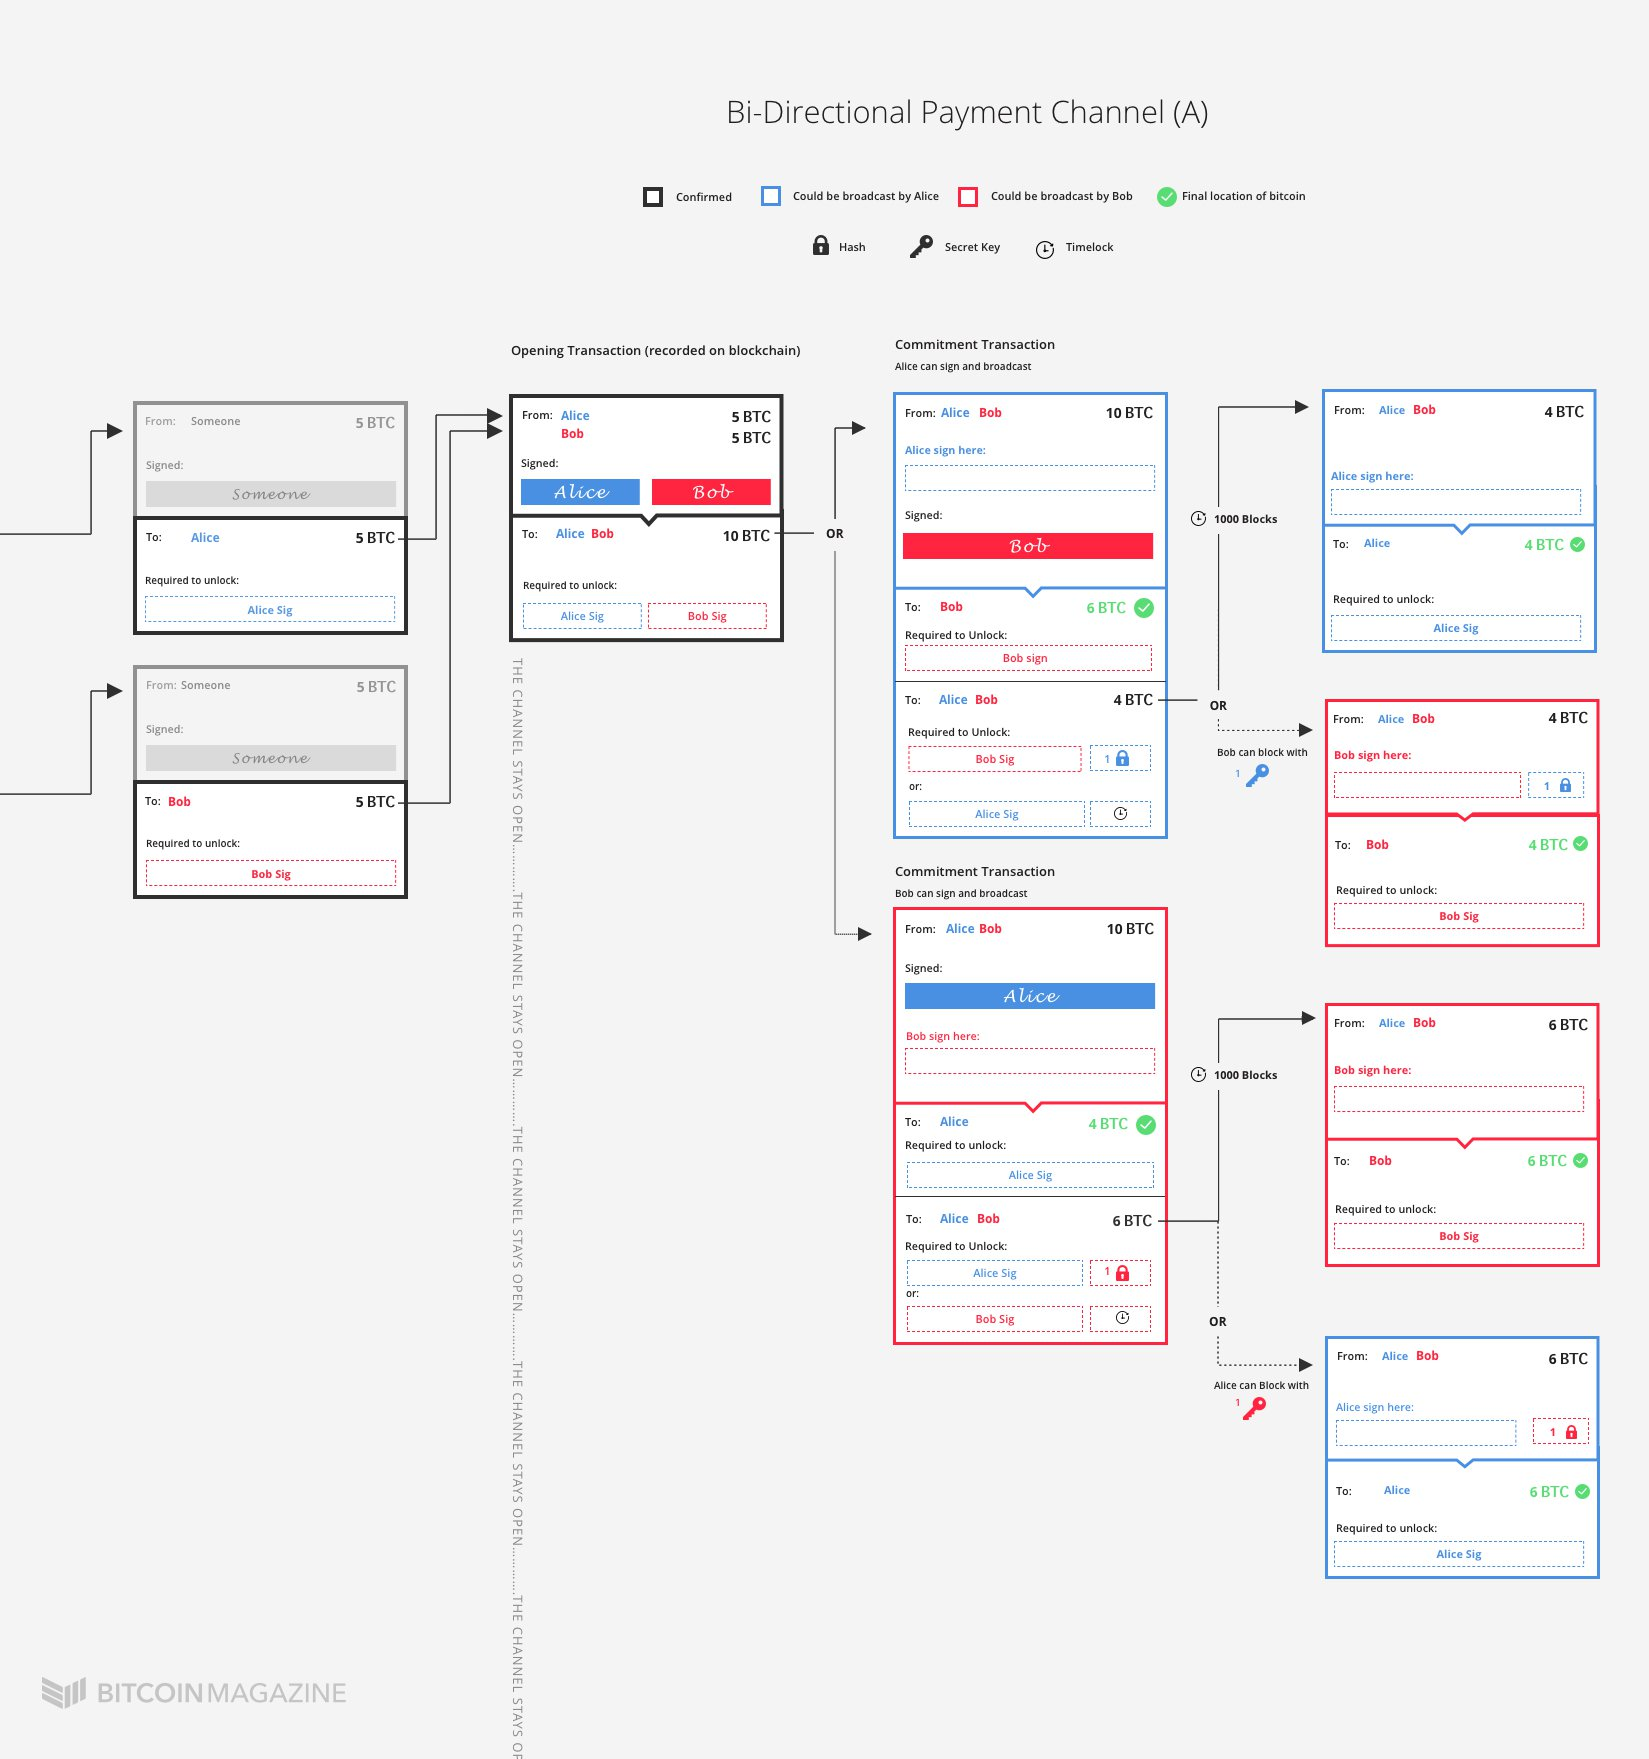 Bi-Directional Payment Channel (A)
Confirmed
Could be broadcast by Alice
Could be broadcast by Bob
Final location of bitcoin
Hash
Secret Key
Timelock
From: Someone 5 BTC
Signed:
Someone
To: Alice 5 BTC
Required to unlock:
Alice Sig
From: Someone 5 BTC
Signed:
Someone
To: Bob 5 BTC
Required to unlock:
Bob Sig
Opening Transaction (recorded on blockchain)
From: Alice 5 BTC
Bob 5 BTC
Signed:
Alice Bob
To: Alice Bob 10 BTC
Required to unlock:
Alice Sig Bob Sig
THE CHANNEL STAYS OPEN............THE CHANNEL STAYS OPEN............THE CHANNEL STAYS OPEN............THE CHANNEL STAYS OPEN............THE CHANNEL STAYS OF
OR
Commitment Transaction
Alice can sign and broadcast
From: Alice Bob 10 BTC
Alice sign here:
Signed:
Bob
To: Bob 6 BTC
Required to Unlock:
Bob sign
To: Alice Bob 4 BTC
Required to Unlock:
Bob Sig 1
or:
Alice Sig
1000 Blocks
OR
Bob can block with
1
From: Alice Bob 4 BTC
Alice sign here:
To: Alice 4 BTC
Required to unlock:
Alice Sig
From: Alice Bob 4 BTC
Bob sign here:
1
To: Bob 4 BTC
Required to unlock:
Bob Sig
Commitment Transaction
Bob can sign and broadcast
From: Alice Bob 10 BTC
Signed:
Alice
Bob sign here:
To: Alice 4 BTC
Required to unlock:
Alice Sig
To: Alice Bob 6 BTC
Required to Unlock:
Alice Sig 1
or:
Bob Sig
1000 Blocks
OR
Alice can Block with
1
From: Alice Bob 6 BTC
Bob sign here:
To: Bob 6 BTC
Required to unlock:
Bob Sig
From: Alice Bob 6 BTC
Alice sign here:
1
To: Alice 6 BTC
Required to unlock:
Alice Sig
BITCOINMAGAZINE